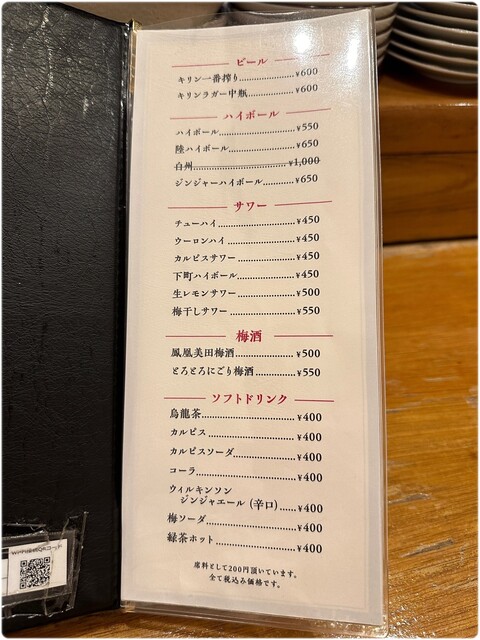 ビール
キリン一番搾り ¥600
キリンラガー中瓶 ¥600
ハイボール
ハイボール ¥550
陸ハイボール ¥650
白州 ¥1,000
ジンジャーハイボール ¥650
サワー
チューハイ ¥450
ウーロンハイ ¥450
カルピスサワー ¥450
下町ハイボール ¥450
生レモンサワー ¥500
梅干しサワー ¥550
梅酒
鳳凰美田梅酒 ¥500
とろとろにごり梅酒 ¥550
ソフトドリンク
烏龍茶 ¥400
カルピス ¥400
カルピスソーダ ¥400
コーラ ¥400
ウィルキンソン
ジンジャエール (辛口) ¥400
梅ソーダ ¥400
緑茶ホット ¥400
席料として200円頂いています。
全て税込み価格です。